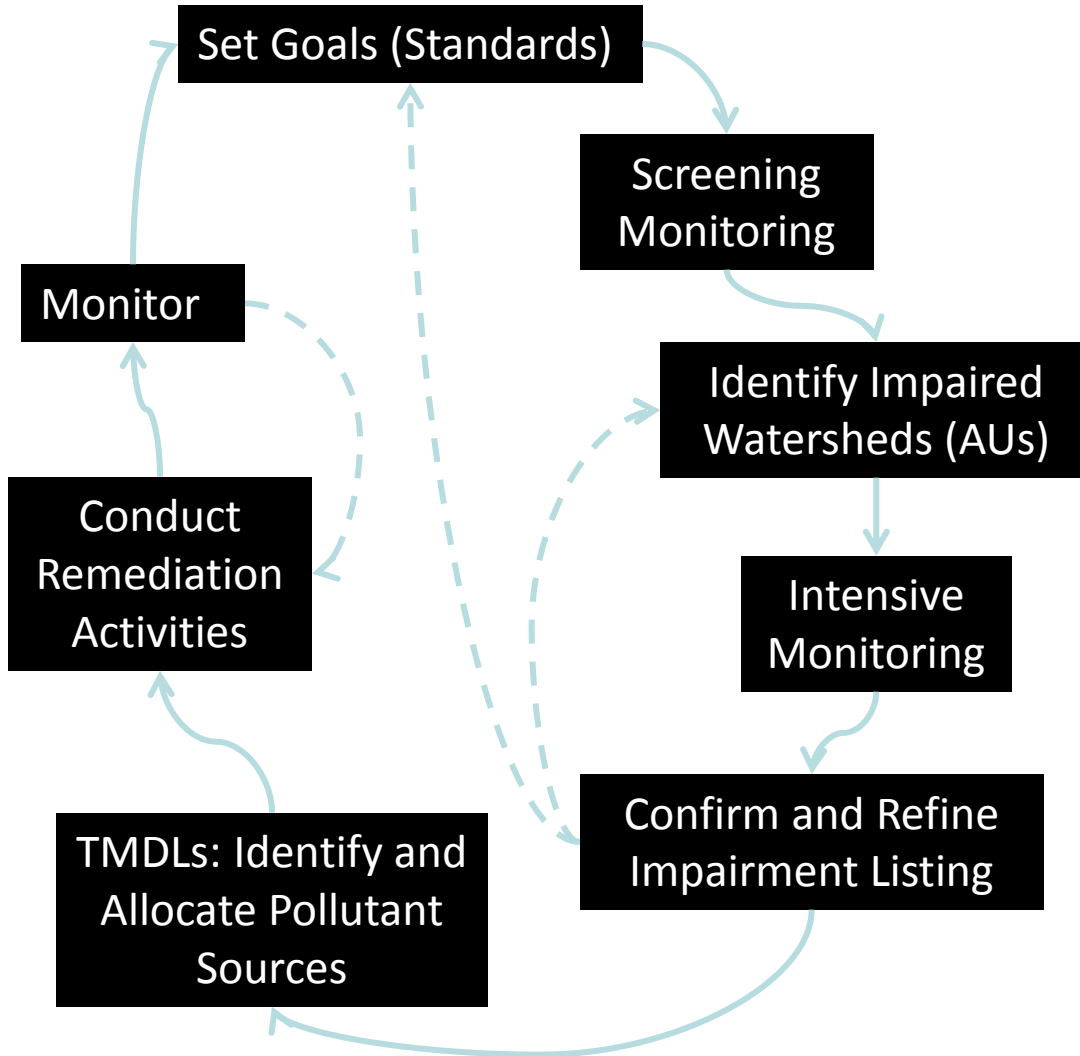 Set Goals (Standards)
Screening
Monitoring
Identify Impaired
Watersheds (AUs)
Intensive
Monitoring
Confirm and Refine
Impairment Listing
TMDLs: Identify and
Allocate Pollutant
Sources
Conduct
Remediation
Activities
Monitor